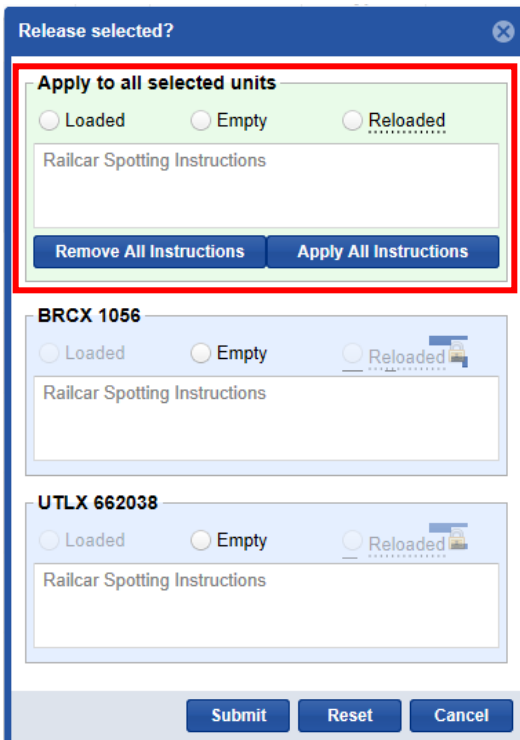 Release selected?
Apply to all selected units
Loaded Empty Reloaded
Railcar Spotting Instructions
Remove All Instructions Apply All Instructions
BRCX 1056
Loaded Empty Reloaded
Railcar Spotting Instructions
UTLX 662038
Loaded Empty Reloaded
Railcar Spotting Instructions
Submit Reset Cancel